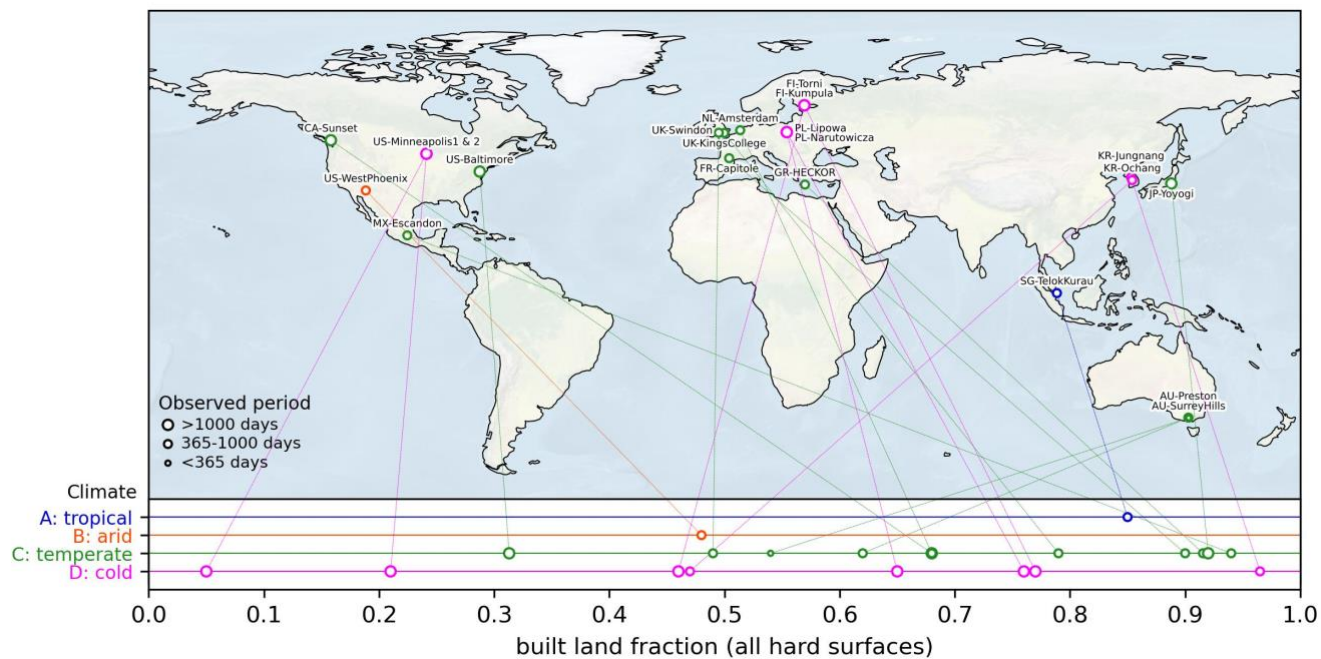 FI-Torni
FI-Kumpula
NL-Amsterdam
CA-Sunset
UK-Swindon
PL-Lipowa
PL-Narutowicza
US-Minneapolis1 & 2
UK-KingsCollege
US-Baltimore
KR-Jungnang
KR-Ochang
FR-Capitole
GR-HECKOR
US-WestPhoenix
JP-Yoyogi
MX-Escandon
SG-TelokKurau
AU-Preston
AU-SurreyHills
Observed period
>1000 days
365-1000 days
<365 days
Climate
A: tropical
B: arid
C: temperate
D: cold
0.0 0.1 0.2 0.3 0.4 0.5 0.6 0.7 0.8 0.9 1.0
built land fraction (all hard surfaces)